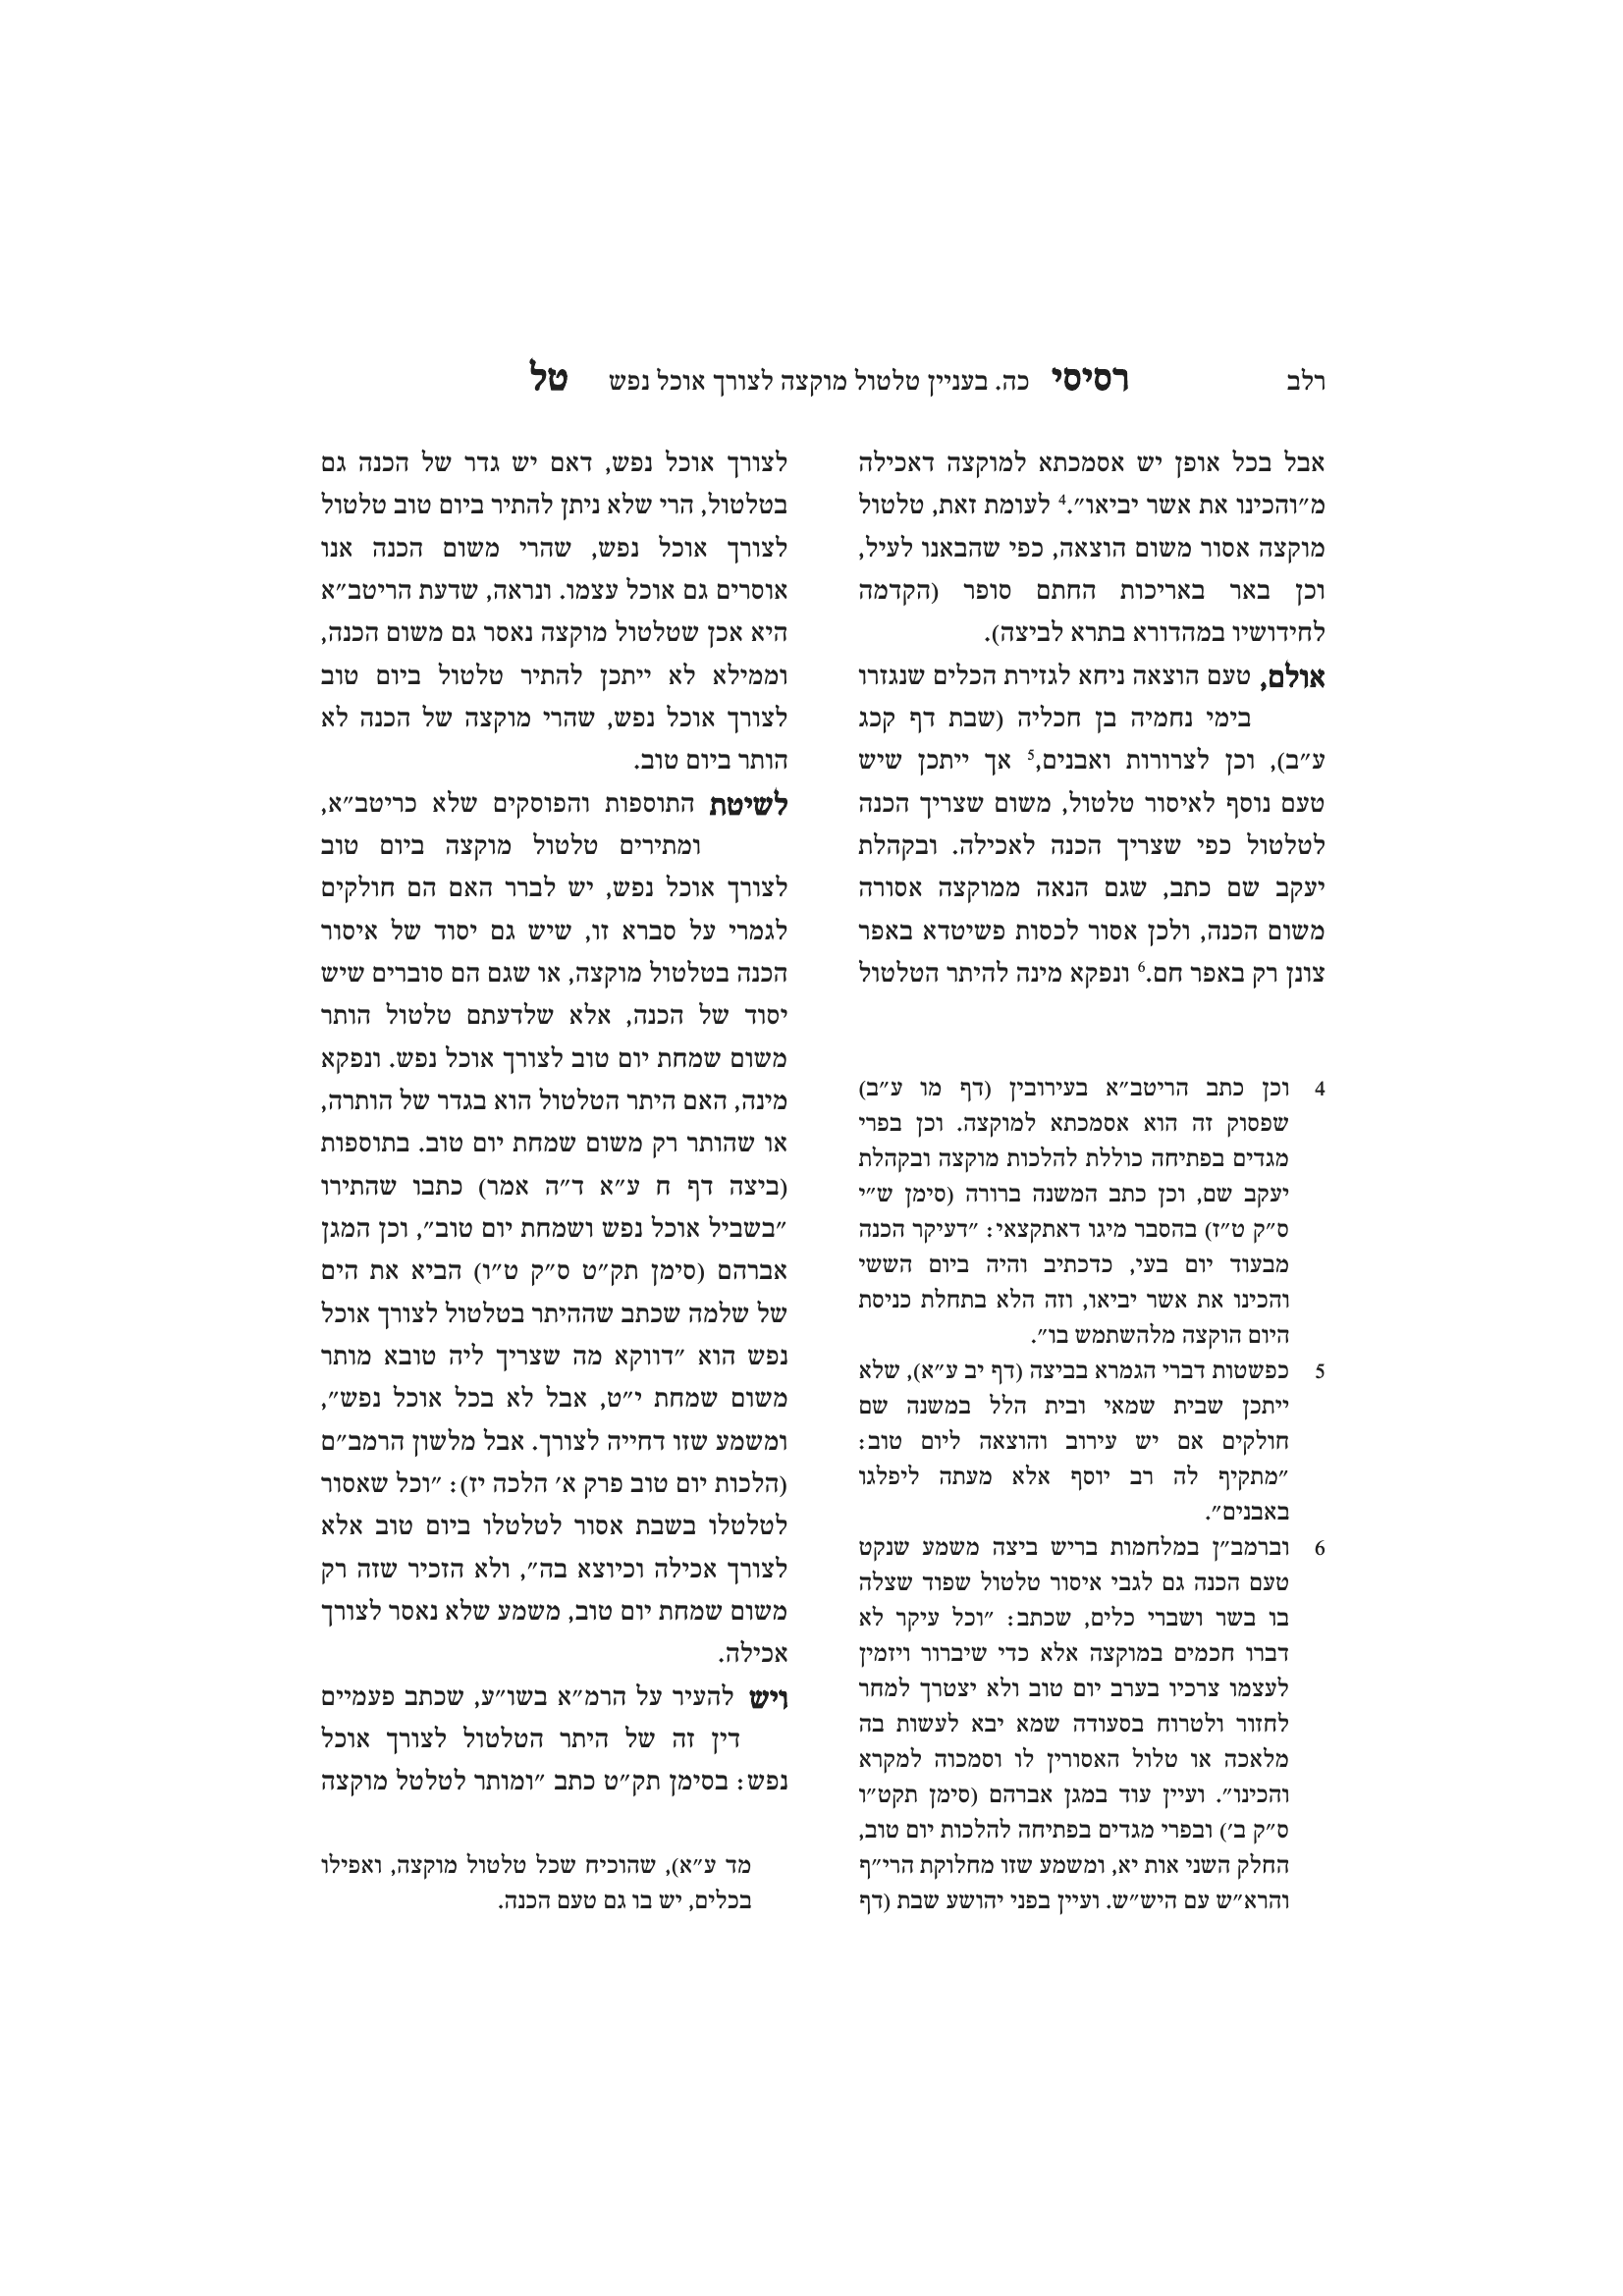 רלב רסיסי כה. בעניין טלטול מוקצה לצורך אוכל נפש טל
אבל בכל אופן יש אסמכתא למוקצה דאכילה
מ״והכינו את אשר יביאו״.4 לעומת זאת, טלטול
מוקצה אסור משום הוצאה, כפי שהבאנו לעיל,
וכן באר באריכות החתם סופר (הקדמה
לחידושיו במהדורא בתרא לביצה).
אולם, טעם הוצאה ניחא לגזירת הכלים שנגזרו
בימי נחמיה בן חכליה (שבת דף קכג
ע״ב), וכן לצרורות ואבנים,5 אך ייתכן שיש
טעם נוסף לאיסור טלטול, משום שצריך הכנה
לטלטול כפי שצריך הכנה לאכילה. ובקהלת
יעקב שם כתב, שגם הנאה ממוקצה אסורה
משום הכנה, ולכן אסור לכסות פשיטדא באפר
צונן רק באפר חם.6 ונפקא מינה להיתר הטלטול
4 וכן כתב הריטב״א בעירובין (דף מו ע״ב)
שפסוק זה הוא אסמכתא למוקצה. וכן בפרי
מגדים בפתיחה כוללת להלכות מוקצה ובקהלת
יעקב שם, וכן כתב המשנה ברורה (סימן ש״י
ס״ק ט״ז) בהסבר מיגו דאתקצאי: ״דעיקר הכנה
מבעוד יום בעי, כדכתיב והיה ביום הששי
והכינו את אשר יביאו, וזה הלא בתחלת כניסת
היום הוקצה מלהשתמש בו״.
5 כפשטות דברי הגמרא בביצה (דף יב ע״א), שלא
ייתכן שבית שמאי ובית הלל במשנה שם
חולקים אם יש עירוב והוצאה ליום טוב:
״מתקיף לה רב יוסף אלא מעתה ליפלגו
באבנים״.
6 וברמב״ן במלחמות בריש ביצה משמע שנקט
טעם הכנה גם לגבי איסור טלטול שפוד שצלה
בו בשר ושברי כלים, שכתב: ״וכל עיקר לא
דברו חכמים במוקצה אלא כדי שיברור ויזמין
לעצמו צרכיו בערב יום טוב ולא יצטרך למחר
לחזור ולטרוח בסעודה שמא יבא לעשות בה
מלאכה או טלול האסורין לו וסמכוה למקרא
והכינו״. ועיין עוד במגן אברהם (סימן תקט״ו
ס״ק ב׳) ובפרי מגדים בפתיחה להלכות יום טוב,
החלק השני אות יא, ומשמע שזו מחלוקת הרי״ף
והרא״ש עם היש״ש. ועיין בפני יהושע שבת (דף
לצורך אוכל נפש, דאם יש גדר של הכנה גם
בטלטול, הרי שלא ניתן להתיר ביום טוב טלטול
לצורך אוכל נפש, שהרי משום הכנה אנו
אוסרים גם אוכל עצמו. ונראה, שדעת הריטב״א
היא אכן שטלטול מוקצה נאסר גם משום הכנה,
וממילא לא ייתכן להתיר טלטול ביום טוב
לצורך אוכל נפש, שהרי מוקצה של הכנה לא
הותר ביום טוב.
לשיטת התוספות והפוסקים שלא כריטב״א,
ומתירים טלטול מוקצה ביום טוב
לצורך אוכל נפש, יש לברר האם הם חולקים
לגמרי על סברא זו, שיש גם יסוד של איסור
הכנה בטלטול מוקצה, או שגם הם סוברים שיש
יסוד של הכנה, אלא שלדעתם טלטול הותר
משום שמחת יום טוב לצורך אוכל נפש. ונפקא
מינה, האם היתר הטלטול הוא בגדר של הותרה,
או שהותר רק משום שמחת יום טוב. בתוספות
(ביצה דף ח ע״א ד״ה אמר) כתבו שהתירו
״בשביל אוכל נפש ושמחת יום טוב״, וכן המגן
אברהם (סימן תק״ט ס״ק ט״ו) הביא את הים
של שלמה שכתב שההיתר בטלטול לצורך אוכל
נפש הוא ״דווקא מה שצריך ליה טובא מותר
משום שמחת י״ט, אבל לא בכל אוכל נפש״,
ומשמע שזו דחייה לצורך. אבל מלשון הרמב״ם
(הלכות יום טוב פרק א׳ הלכה יז): ״וכל שאסור
לטלטלו בשבת אסור לטלטלו ביום טוב אלא
לצורך אכילה וכיוצא בה״, ולא הזכיר שזה רק
משום שמחת יום טוב, משמע שלא נאסר לצורך
אכילה.
ויש להעיר על הרמ״א בשו״ע, שכתב פעמיים
דין זה של היתר הטלטול לצורך אוכל
נפש: בסימן תק״ט כתב ״ומותר לטלטל מוקצה
מד ע״א), שהוכיח שכל טלטול מוקצה, ואפילו
בכלים, יש בו גם טעם הכנה.